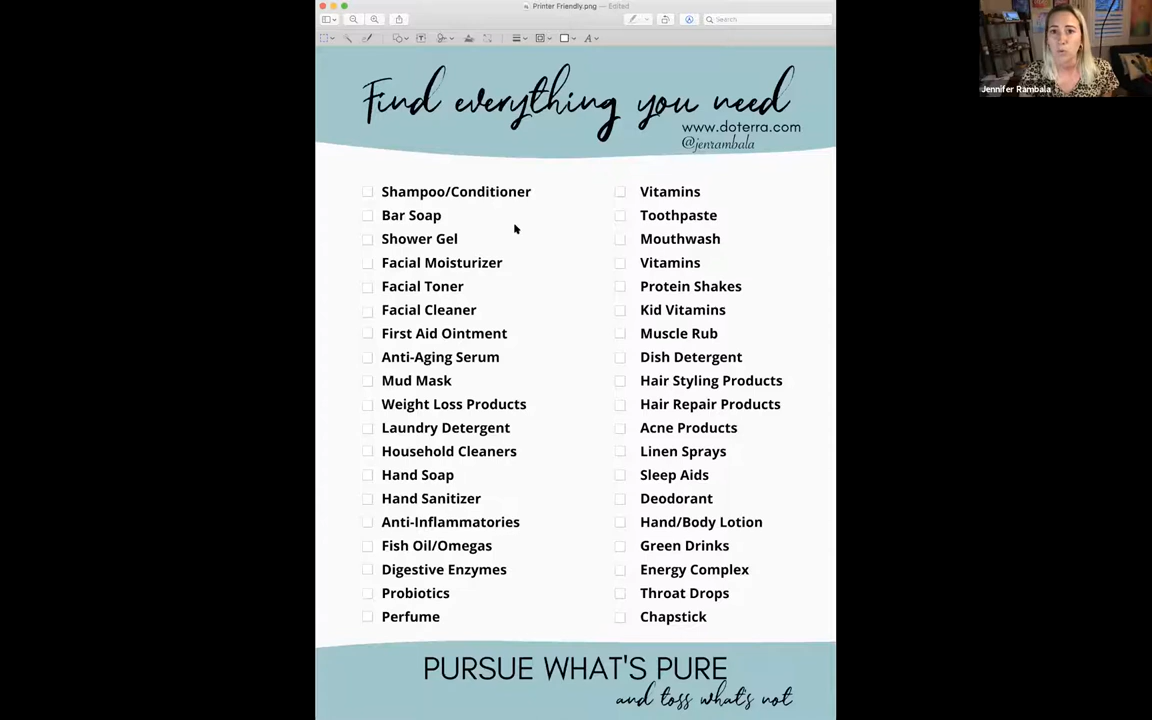 Printer Friendly.png — Edited
Search
Find everything you need
www.doterra.com
@jenrambala
Jennifer Rambala
Shampoo/Conditioner
Bar Soap
Shower Gel
Facial Moisturizer
Facial Toner
Facial Cleaner
First Aid Ointment
Anti-Aging Serum
Mud Mask
Weight Loss Products
Laundry Detergent
Household Cleaners
Hand Soap
Hand Sanitizer
Anti-Inflammatories
Fish Oil/Omegas
Digestive Enzymes
Probiotics
Perfume
Vitamins
Toothpaste
Mouthwash
Vitamins
Protein Shakes
Kid Vitamins
Muscle Rub
Dish Detergent
Hair Styling Products
Hair Repair Products
Acne Products
Linen Sprays
Sleep Aids
Deodorant
Hand/Body Lotion
Green Drinks
Energy Complex
Throat Drops
Chapstick
PURSUE WHAT'S PURE
and toss what's not